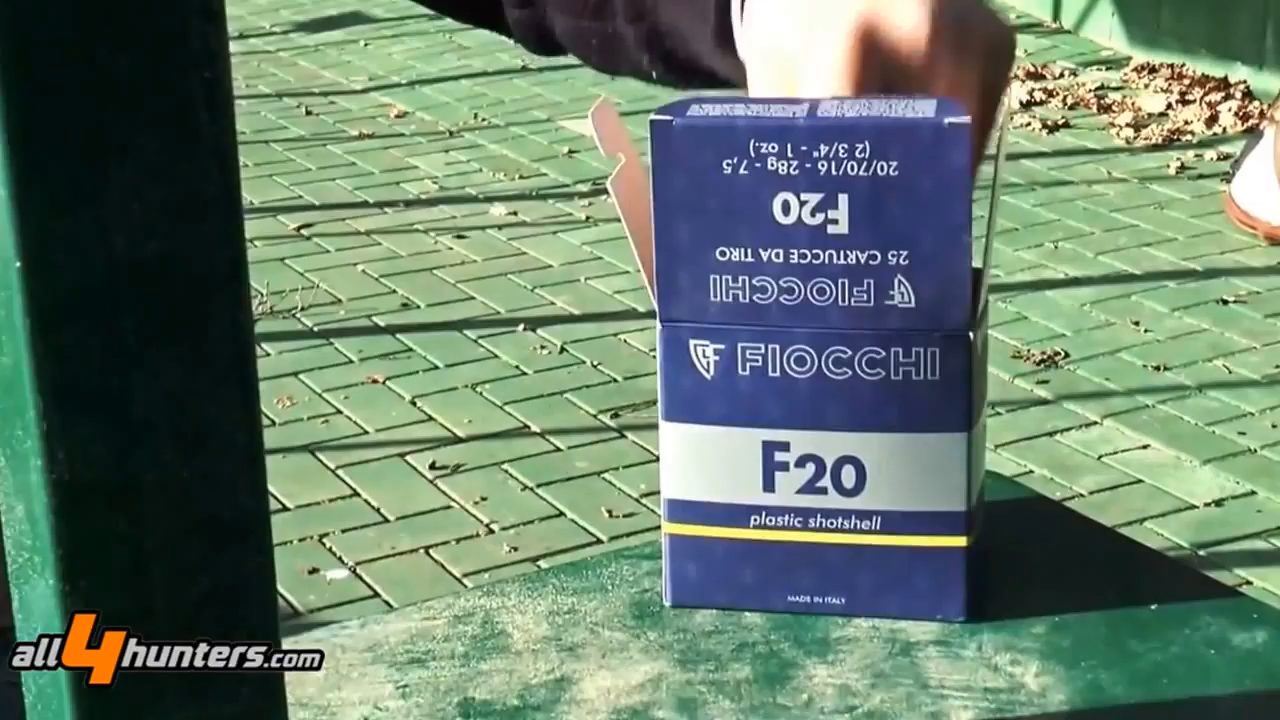 20/70/16 - 28g - 7,5
(2 3/4" - 1 oz.)
F20
25 CARTUCCE DA TIRO
FIOCCHI
FIOCCHI
F20
plastic shotshell
MADE IN ITALY
all4hunters.com